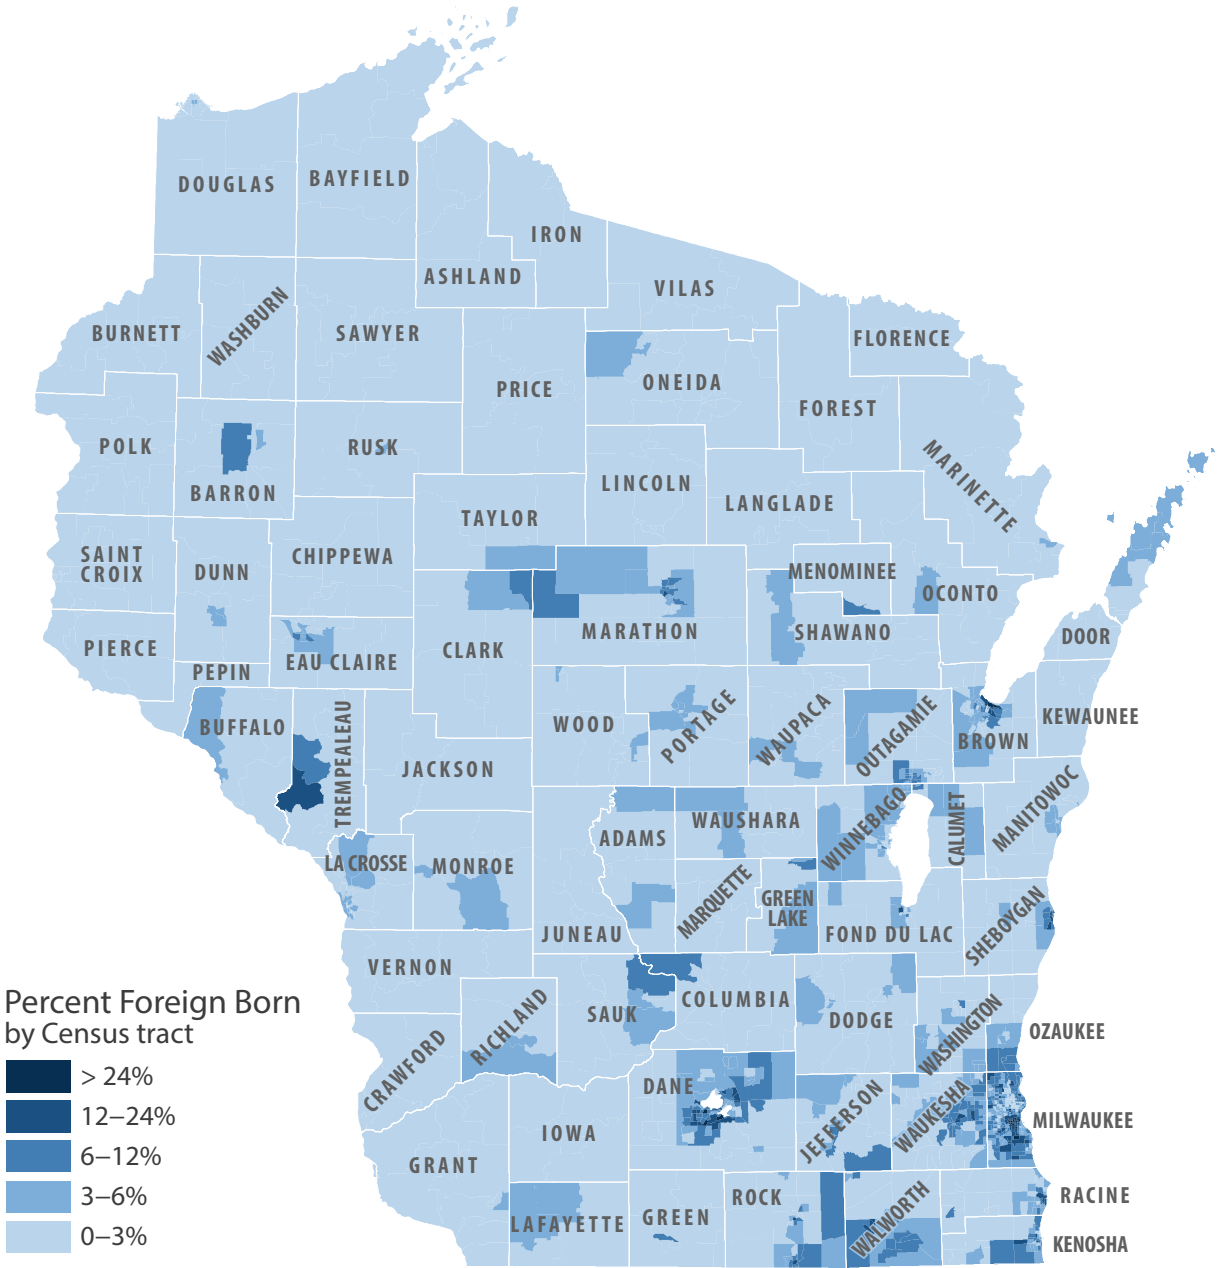 DOUGLAS
BAYFIELD
IRON
ASHLAND
VILAS
BURNETT
WASHBURN
SAWYER
FLORENCE
PRICE
ONEIDA
FOREST
POLK
RUSK
BARRON
LINCOLN
MARINETTE
LANGLADE
TAYLOR
SAINT
CROIX
DUNN
CHIPPEWA
MENOMINEE
OCONTO
PIERCE
CLARK
MARATHON
SHAWANO
DOOR
EAU CLAIRE
PEPIN
BUFFALO
TREMPEALEAU
WOOD
PORTAGE
WAUPACA
OUTAGAMIE
BROWN
KEWAUNEE
JACKSON
ADAMS
WAUSHARA
WINNEBAGO
CALUMET
MANITOWOC
LA CROSSE
MONROE
JUNEAU
MARQUETTE
GREEN
LAKE
FOND DU LAC
SHEBOYGAN
VERNON
RICHLAND
SAUK
COLUMBIA
DODGE
WASHINGTON
OZAUKEE
CRAWFORD
DANE
JEFFERSON
WAUKESHA
MILWAUKEE
IOWA
GRANT
LAFAYETTE
GREEN
ROCK
WALWORTH
RACINE
KENOSHA
Percent Foreign Born
by Census tract
> 24%
12–24%
6–12%
3–6%
0–3%